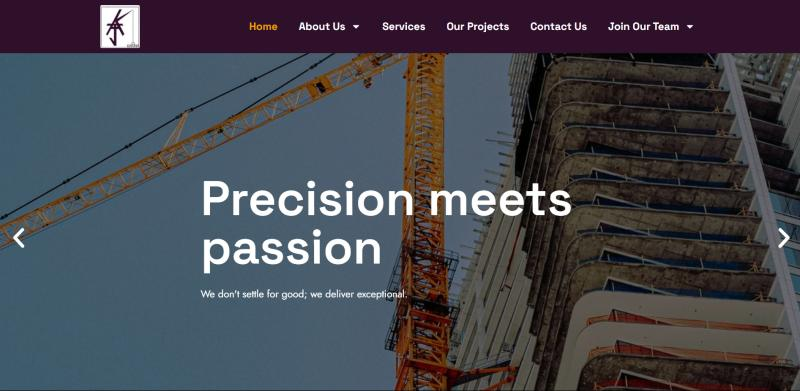 Home
About Us
Services
Our Projects
Contact Us
Join Our Team
Precision meets
passion
We don't settle for good; we deliver exceptional.